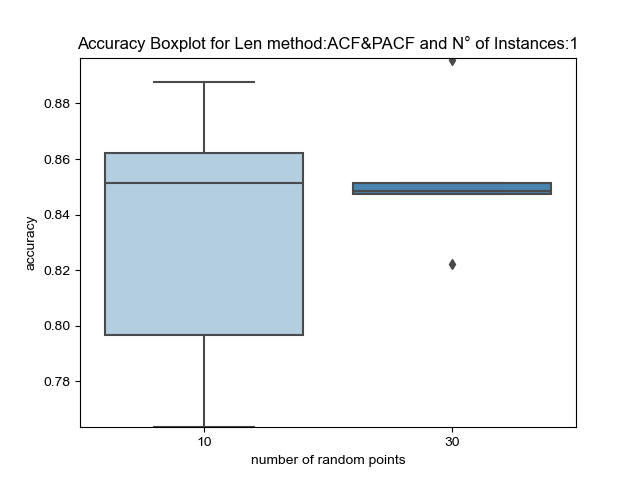 Accuracy Boxplot for Len method:ACF&PACF and N° of Instances:1
accuracy
0.88
0.86
0.84
0.82
0.80
0.78
10 30
number of random points